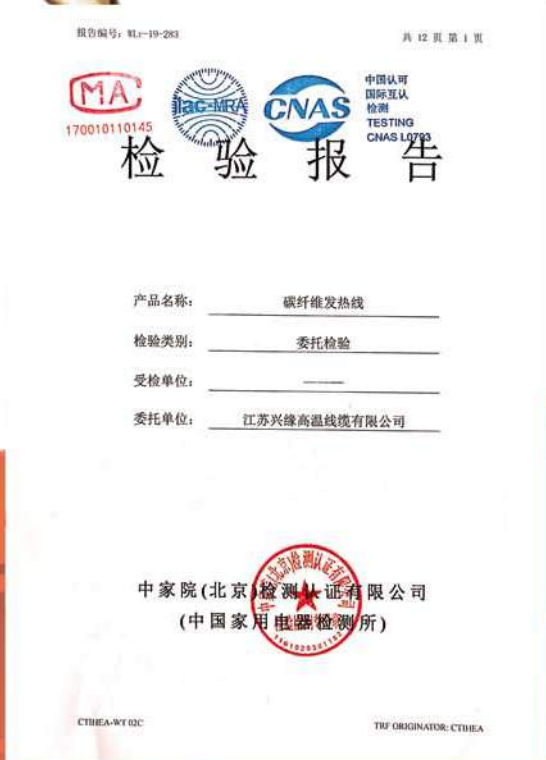 报告编号：WLr-19-283
共 12 页 第 1 页
MA
170010110145
ilac-MRA
CNAS
中国认可
国际互认
检测
TESTING
CNAS L0793
检验报告
产品名称： 碳纤维发热线
检验类别： 委托检验
受检单位： ——
委托单位： 江苏兴缘高温线缆有限公司
中家院(北京)检测认证有限公司
(中国家用电器检测所)
CTIHEA-WT 02C
TRF ORIGINATOR: CTIHEA